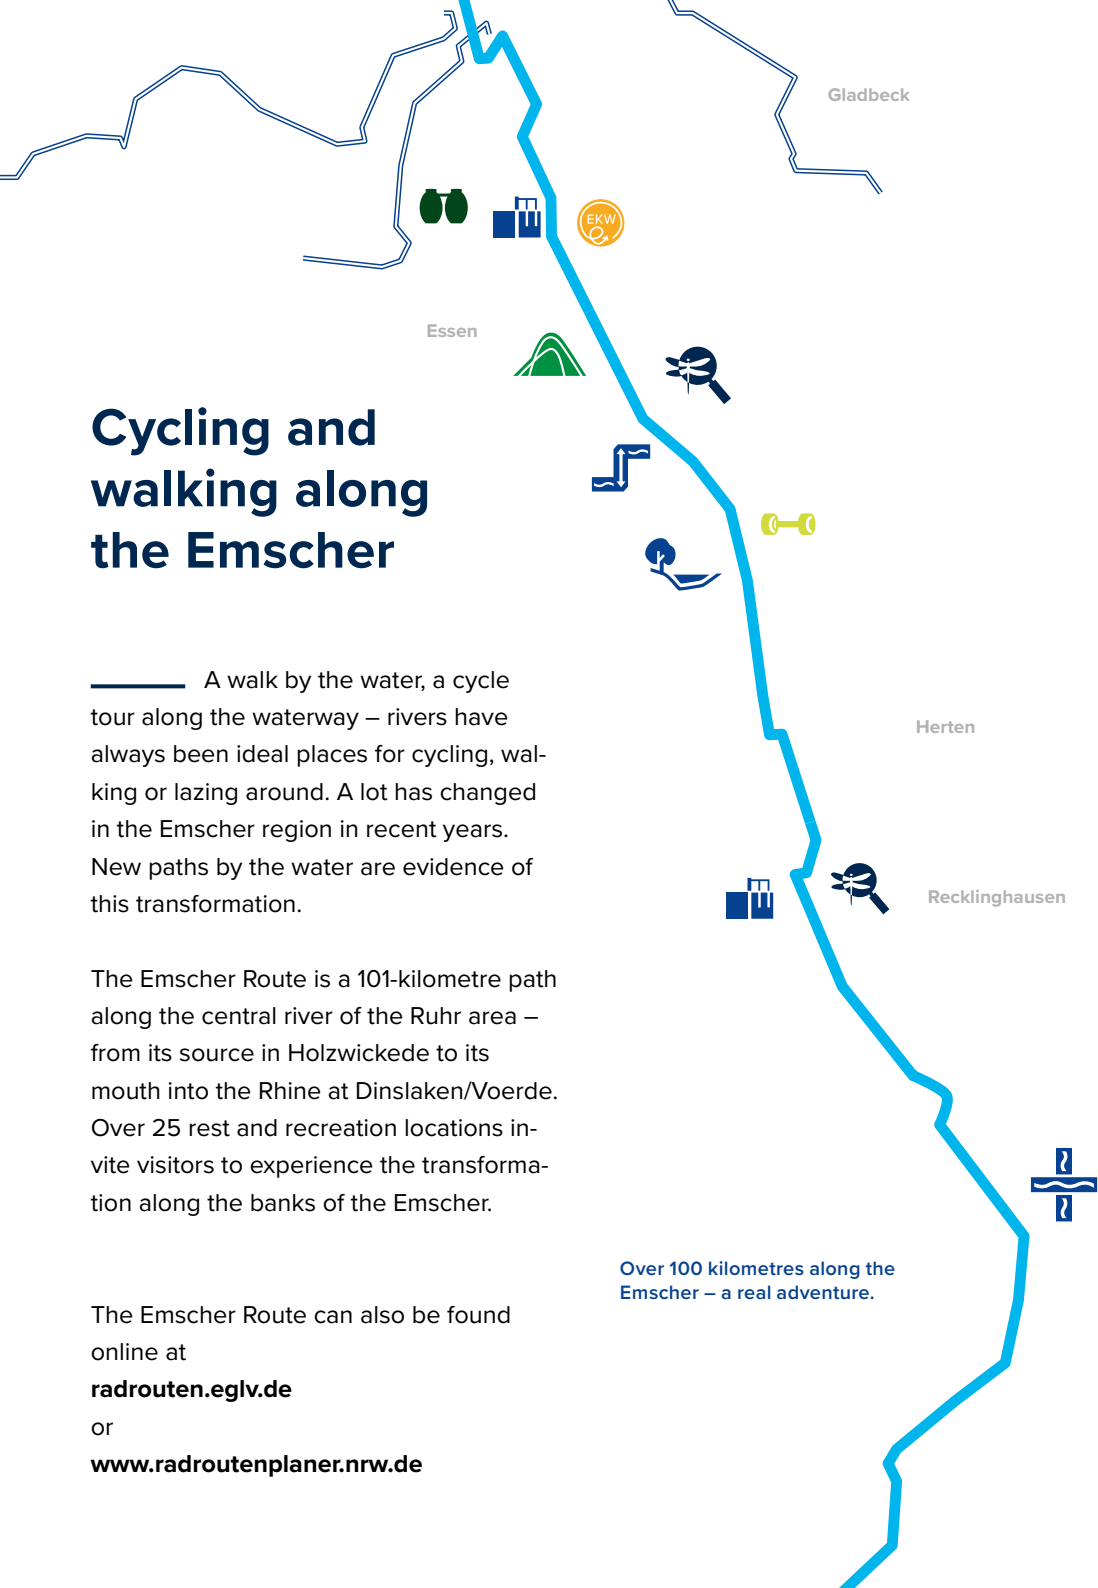 Gladbeck
EKW
Essen
Cycling and
walking along
the Emscher
A walk by the water, a cycle
tour along the waterway – rivers have
always been ideal places for cycling, wal-
king or lazing around. A lot has changed
in the Emscher region in recent years.
New paths by the water are evidence of
this transformation.
The Emscher Route is a 101-kilometre path
along the central river of the Ruhr area –
from its source in Holzwickede to its
mouth into the Rhine at Dinslaken/Voerde.
Over 25 rest and recreation locations in-
vite visitors to experience the transforma-
tion along the banks of the Emscher.
The Emscher Route can also be found
online at
radrouten.eglv.de
or
www.radroutenplaner.nrw.de
Herten
Recklinghausen
Over 100 kilometres along the
Emscher – a real adventure.